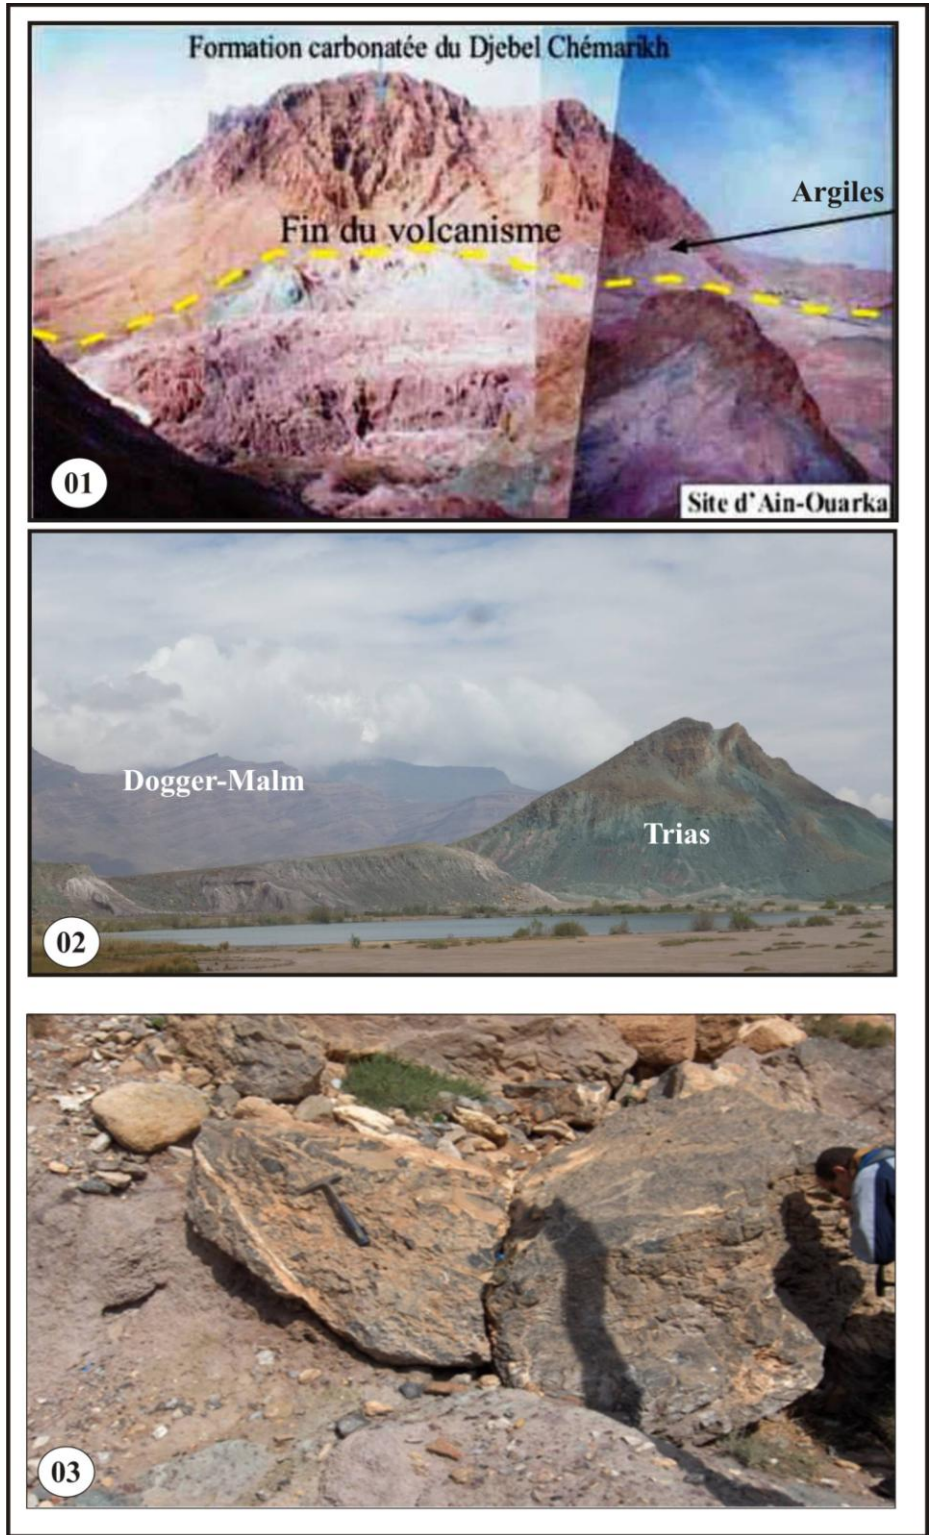 Formation carbonatée du Djebel Chémarikh
Argiles
Fin du volcanisme
01
Site d'Ain-Ouarka
Dogger-Malm
Trias
02
03